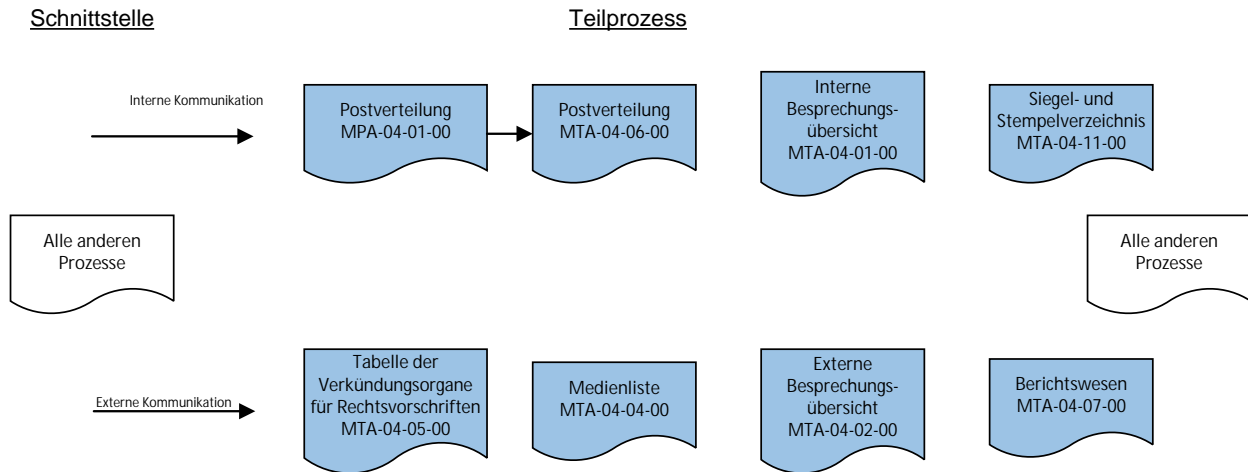 Schnittstelle
Teilprozess
Interne Kommunikation
Postverteilung
MPA-04-01-00
Postverteilung
MTA-04-06-00
Interne
Besprechungs-
übersicht
MTA-04-01-00
Siegel- und
Stempelverzeichnis
MTA-04-11-00
Alle anderen
Prozesse
Alle anderen
Prozesse
Externe Kommunikation
Tabelle der
Verkündungsorgane
für Rechtsvorschriften
MTA-04-05-00
Medienliste
MTA-04-04-00
Externe
Besprechungs-
übersicht
MTA-04-02-00
Berichtswesen
MTA-04-07-00